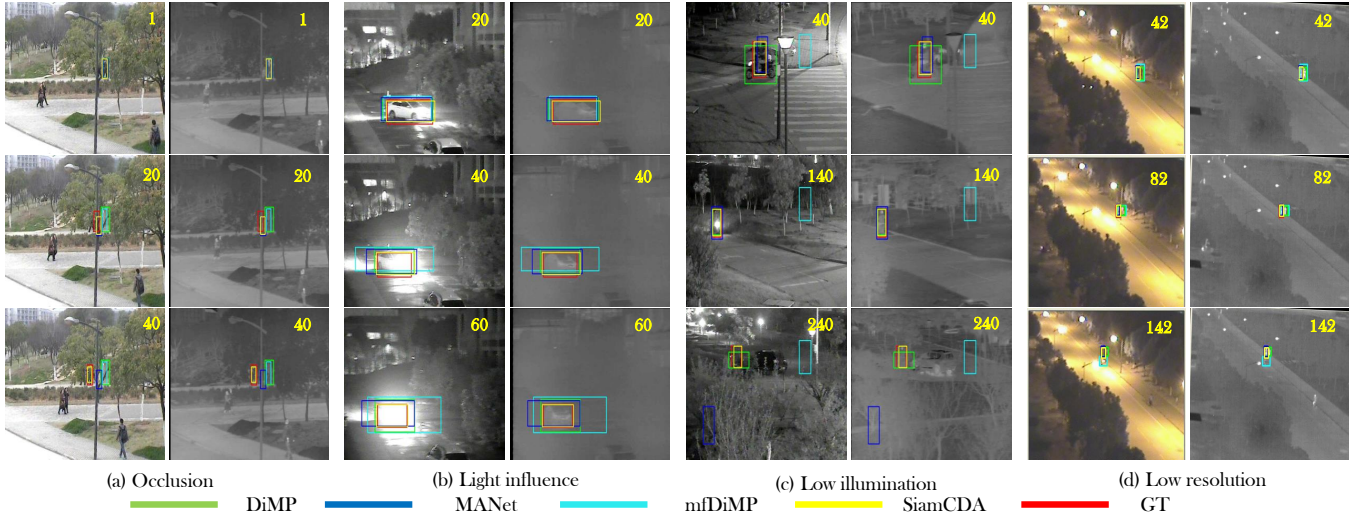 1 1 20 20 40 40 42 42
20 20 40 40 140 140 82 82
40 40 60 60 240 240 142 142
(a) Occlusion (b) Light influence (c) Low illumination (d) Low resolution
DiMP MANet mfDiMP SiamCDA GT